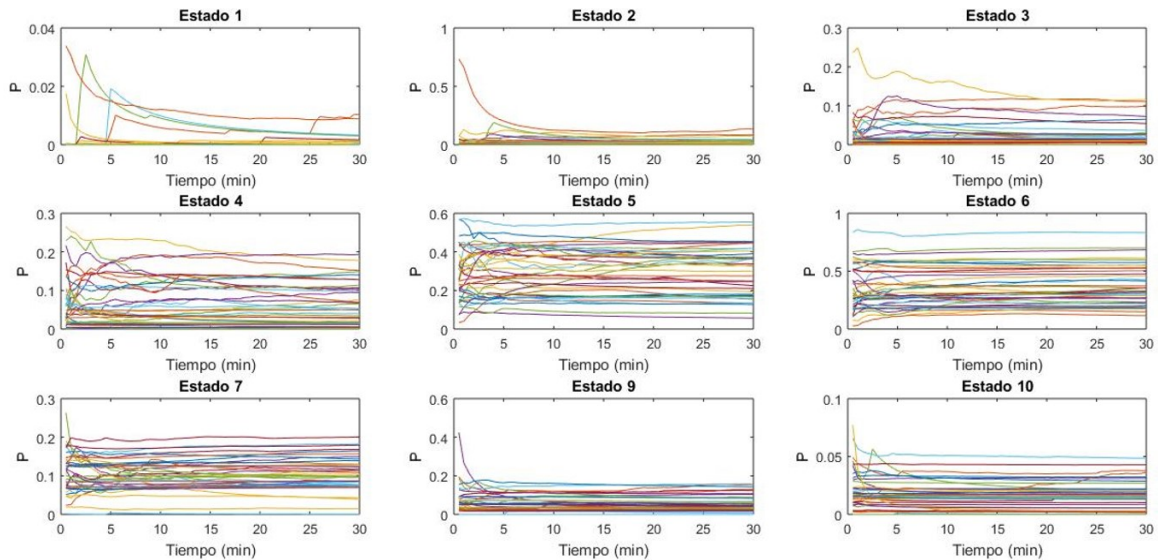 Estado 1
0.04
0.02
0
P
0 5 10 15 20 25 30
Tiempo (min)
Estado 2
1
0.5
0
P
0 5 10 15 20 25 30
Tiempo (min)
Estado 3
0.3
0.2
0.1
0
P
0 5 10 15 20 25 30
Tiempo (min)
Estado 4
0.3
0.2
0.1
0
P
0 5 10 15 20 25 30
Tiempo (min)
Estado 5
0.6
0.4
0.2
0
P
0 5 10 15 20 25 30
Tiempo (min)
Estado 6
1
0.5
0
P
0 5 10 15 20 25 30
Tiempo (min)
Estado 7
0.3
0.2
0.1
0
P
0 5 10 15 20 25 30
Tiempo (min)
Estado 9
0.6
0.4
0.2
0
P
0 5 10 15 20 25 30
Tiempo (min)
Estado 10
0.1
0.05
0
P
0 5 10 15 20 25 30
Tiempo (min)